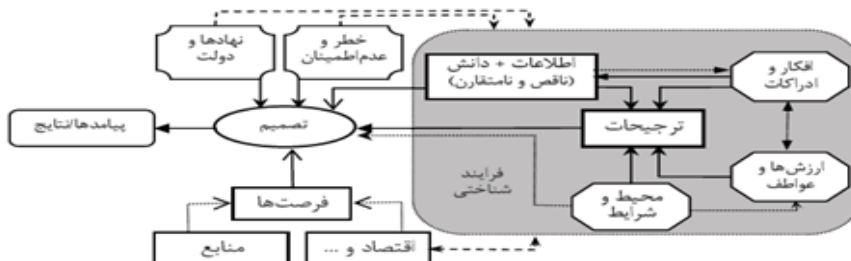 نهادها و
دولت
خطر و
عدم‌اطمینان
اطلاعات + دانش
(ناقص و نامتقارن)
افکار و
ادراکات
پیامدها/نتایج
تصمیم
ترجیحات
فرایند
شناختی
ارزش‌ها و
عواطف
محیط و
شرایط
فرصت‌ها
منابع
اقتصاد و ...